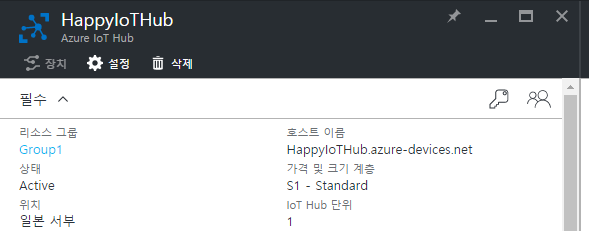 HappyIoTHub
Azure IoT Hub
장치 설정 삭제
필수
리소스 그룹 호스트 이름
Group1 HappyIoTHub.azure-devices.net
상태 가격 및 크기 계층
Active S1 - Standard
위치 IoT Hub 단위
일본 서부 1